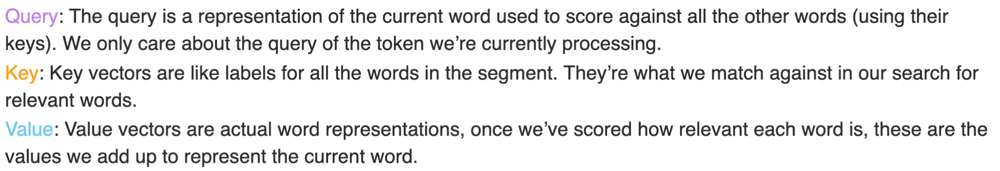 Query: The query is a representation of the current word used to score against all the other words (using their
keys). We only care about the query of the token we’re currently processing.
Key: Key vectors are like labels for all the words in the segment. They’re what we match against in our search for
relevant words.
Value: Value vectors are actual word representations, once we’ve scored how relevant each word is, these are the
values we add up to represent the current word.